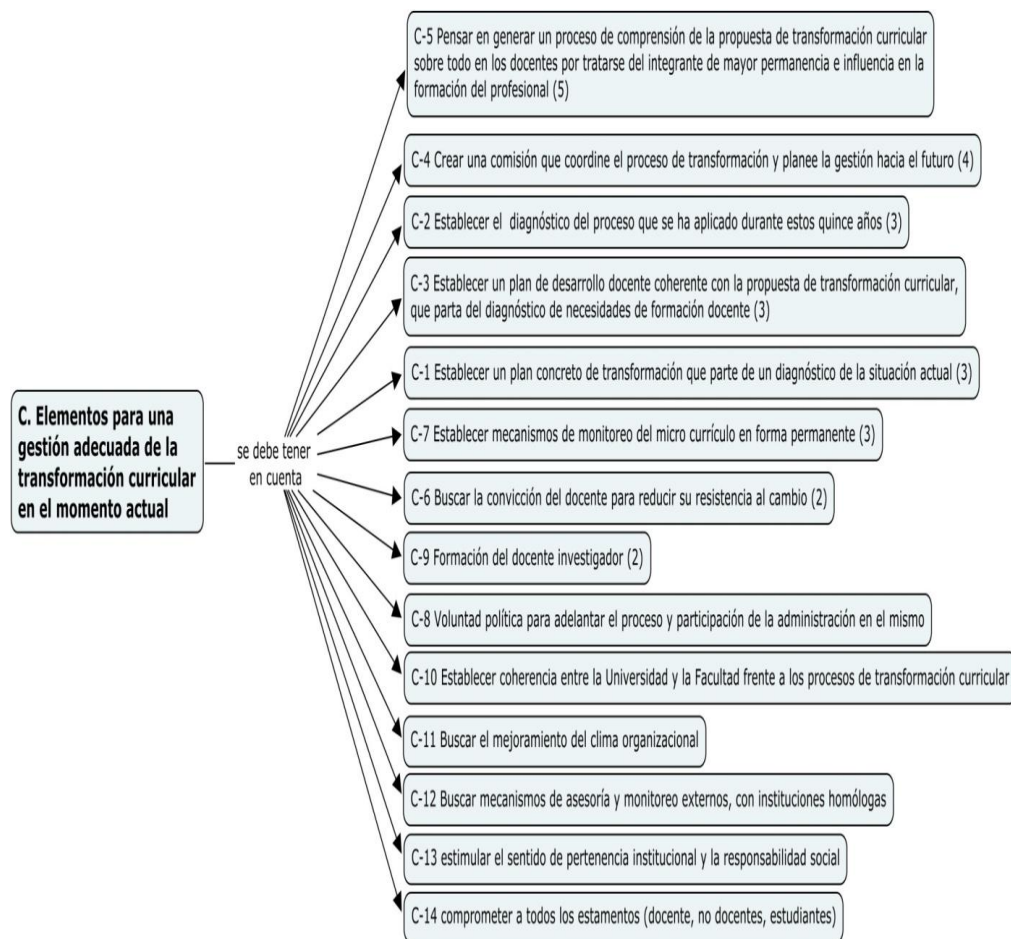 C. Elementos para una
gestión adecuada de la
transformación curricular
en el momento actual
se debe tener
en cuenta
C-5 Pensar en generar un proceso de comprensión de la propuesta de transformación curricular
sobre todo en los docentes por tratarse del integrante de mayor permanencia e influencia en la
formación del profesional (5)
C-4 Crear una comisión que coordine el proceso de transformación y planee la gestión hacia el futuro (4)
C-2 Establecer el diagnóstico del proceso que se ha aplicado durante estos quince años (3)
C-3 Establecer un plan de desarrollo docente coherente con la propuesta de transformación curricular,
que parta del diagnóstico de necesidades de formación docente (3)
C-1 Establecer un plan concreto de transformación que parte de un diagnóstico de la situación actual (3)
C-7 Establecer mecanismos de monitoreo del micro currículo en forma permanente (3)
C-6 Buscar la convicción del docente para reducir su resistencia al cambio (2)
C-9 Formación del docente investigador (2)
C-8 Voluntad política para adelantar el proceso y participación de la administración en el mismo
C-10 Establecer coherencia entre la Universidad y la Facultad frente a los procesos de transformación curricular
C-11 Buscar el mejoramiento del clima organizacional
C-12 Buscar mecanismos de asesoría y monitoreo externos, con instituciones homólogas
C-13 estimular el sentido de pertenencia institucional y la responsabilidad social
C-14 comprometer a todos los estamentos (docente, no docentes, estudiantes)